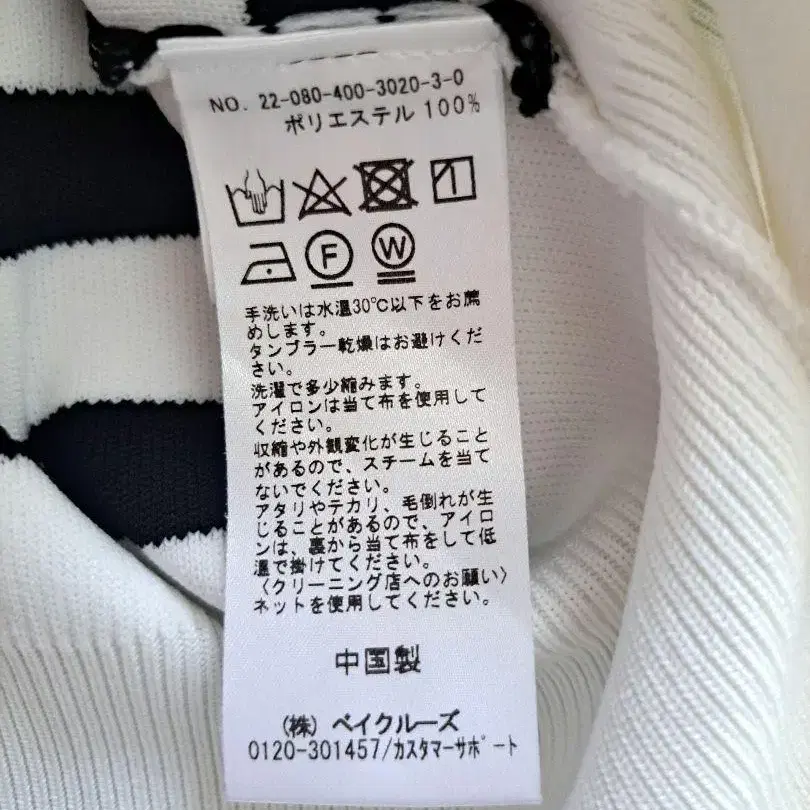 NO. 22-080-400-3020-3-0
ポリエステル 100%
F
W
手洗いは水温30℃以下をお薦
めします。
タンブラー乾燥はお避けくだ
さい。
洗濯で多少縮みます。
アイロンは当て布を使用して
ください。
収縮や外観変化が生じること
があるので、スチームを当て
ないでください。
アタリやテカリ、毛倒れが生
じることがあるので、アイロ
ンは、裏から当て布をして低
温で掛けてください。
〈クリーニング店へのお願い〉
ネットを使用してください。
中国製
(株) ベイクルーズ
0120-301457/カスタマーサポート